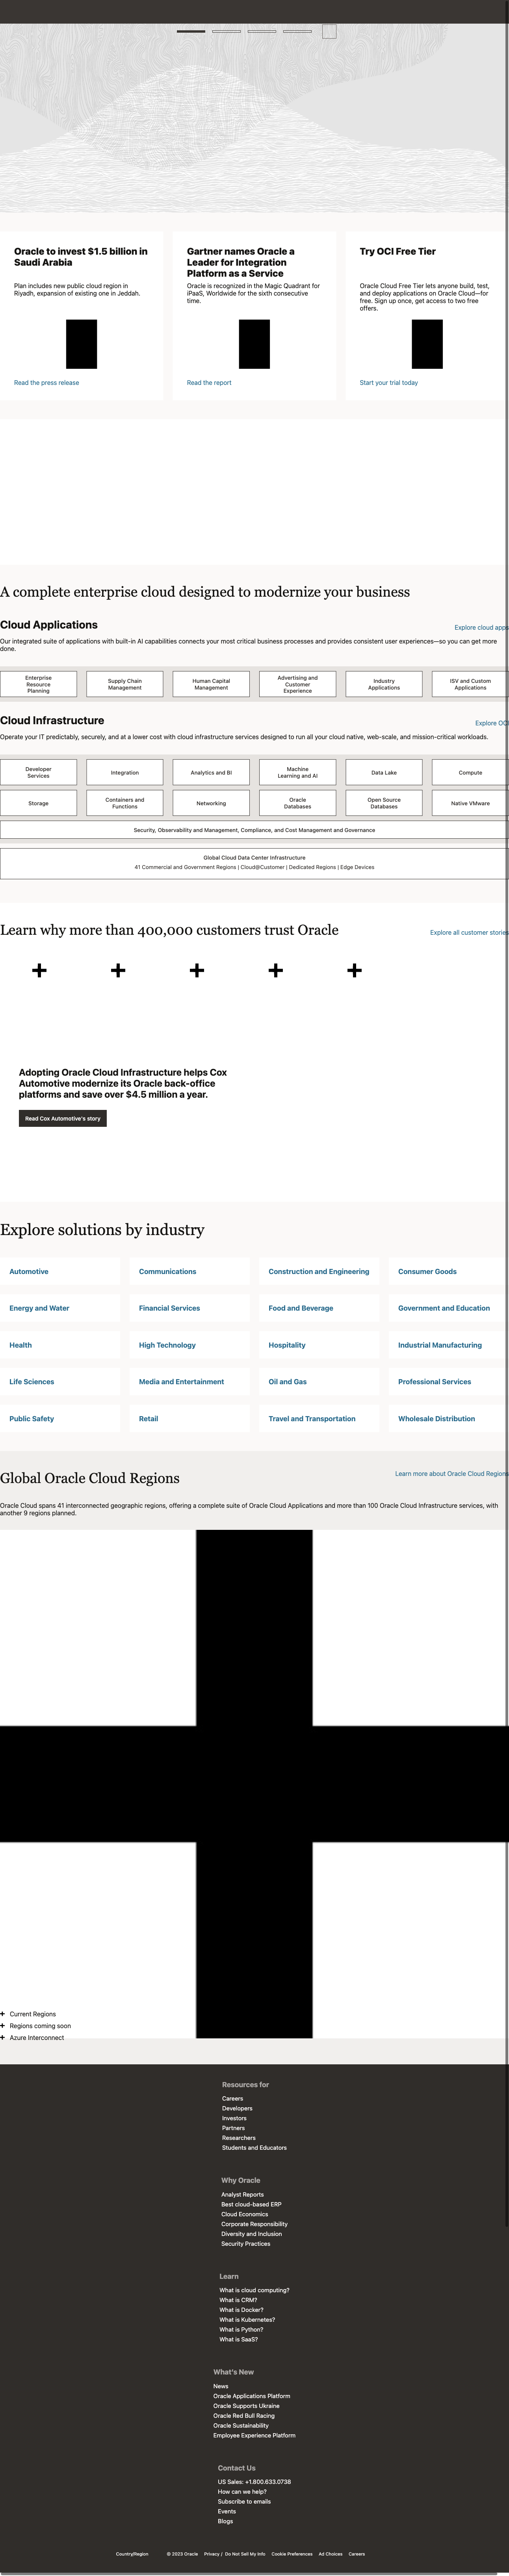 Oracle to invest $1.5 billion in
Saudi Arabia
Plan includes new public cloud region in
Riyadh, expansion of existing one in Jeddah.
Read the press release
Gartner names Oracle a
Leader for Integration
Platform as a Service
Oracle is recognized in the Magic Quadrant for
iPaaS, Worldwide for the sixth consecutive
time.
Read the report
Try OCI Free Tier
Oracle Cloud Free Tier lets anyone build, test,
and deploy applications on Oracle Cloud—for
free. Sign up once, get access to two free
offers.
Start your trial today
A complete enterprise cloud designed to modernize your business
Cloud Applications
Explore cloud apps
Our integrated suite of applications with built-in AI capabilities connects your most critical business processes and provides consistent user experiences—so you can get more
done.
Enterprise
Resource
Planning
Supply Chain
Management
Human Capital
Management
Advertising and
Customer
Experience
Industry
Applications
ISV and Custom
Applications
Cloud Infrastructure
Explore OCI
Operate your IT predictably, securely, and at a lower cost with cloud infrastructure services designed to run all your cloud native, web-scale, and mission-critical workloads.
Developer
Services
Integration
Analytics and BI
Machine
Learning and AI
Data Lake
Compute
Storage
Containers and
Functions
Networking
Oracle
Databases
Open Source
Databases
Native VMware
Security, Observability and Management, Compliance, and Cost Management and Governance
Global Cloud Data Center Infrastructure
41 Commercial and Government Regions | Cloud@Customer | Dedicated Regions | Edge Devices
Learn why more than 400,000 customers trust Oracle
Explore all customer stories
Adopting Oracle Cloud Infrastructure helps Cox
Automotive modernize its Oracle back-office
platforms and save over $4.5 million a year.
Read Cox Automotive's story
Explore solutions by industry
Automotive
Communications
Construction and Engineering
Consumer Goods
Energy and Water
Financial Services
Food and Beverage
Government and Education
Health
High Technology
Hospitality
Industrial Manufacturing
Life Sciences
Media and Entertainment
Oil and Gas
Professional Services
Public Safety
Retail
Travel and Transportation
Wholesale Distribution
Global Oracle Cloud Regions
Learn more about Oracle Cloud Regions
Oracle Cloud spans 41 interconnected geographic regions, offering a complete suite of Oracle Cloud Applications and more than 100 Oracle Cloud Infrastructure services, with
another 9 regions planned.
Current Regions
Regions coming soon
Azure Interconnect
Resources for
Careers
Developers
Investors
Partners
Researchers
Students and Educators
Why Oracle
Analyst Reports
Best cloud-based ERP
Cloud Economics
Corporate Responsibility
Diversity and Inclusion
Security Practices
Learn
What is cloud computing?
What is CRM?
What is Docker?
What is Kubernetes?
What is Python?
What is SaaS?
What's New
News
Oracle Applications Platform
Oracle Supports Ukraine
Oracle Red Bull Racing
Oracle Sustainability
Employee Experience Platform
Contact Us
US Sales: +1.800.633.0738
How can we help?
Subscribe to emails
Events
Blogs
Country/Region © 2023 Oracle Privacy / Do Not Sell My Info Cookie Preferences Ad Choices Careers